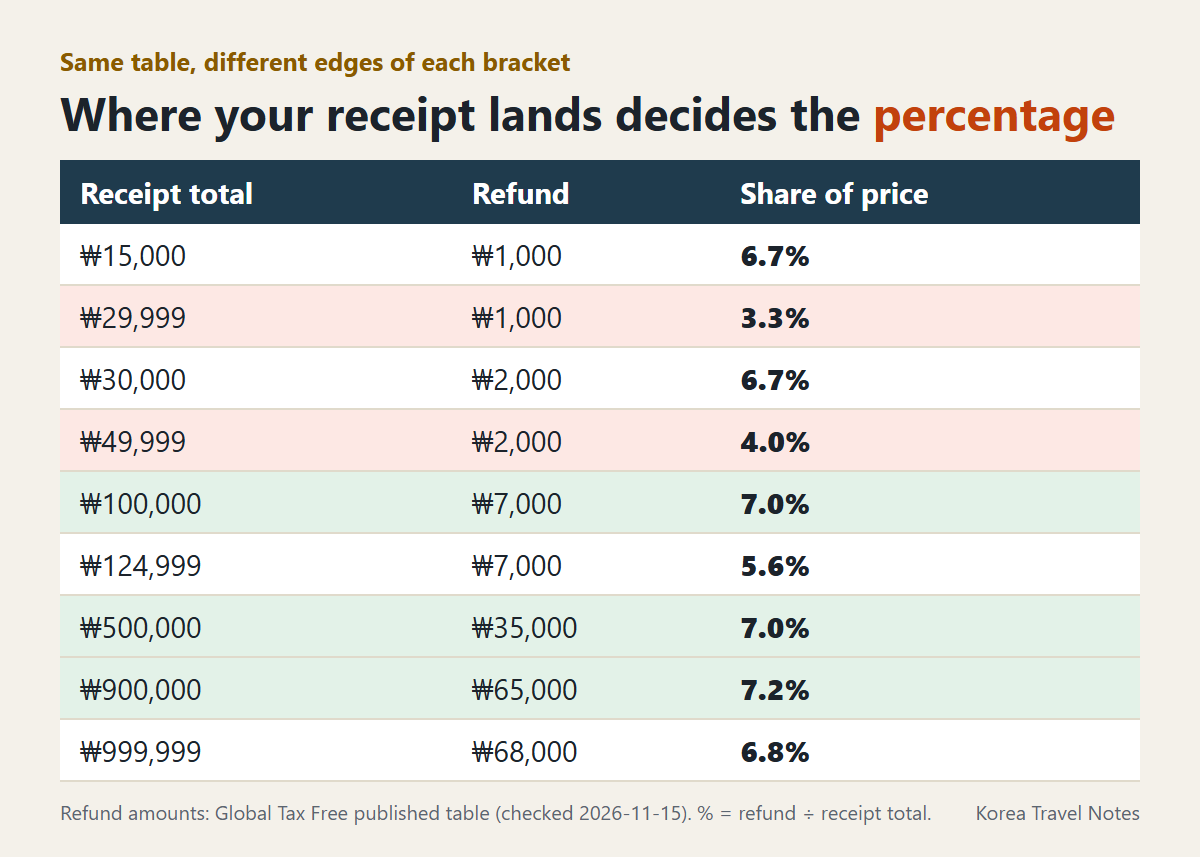 Same table, different edges of each bracket
Where your receipt lands decides the percentage
Receipt total Refund Share of price
₩15,000 ₩1,000 6.7%
₩29,999 ₩1,000 3.3%
₩30,000 ₩2,000 6.7%
₩49,999 ₩2,000 4.0%
₩100,000 ₩7,000 7.0%
₩124,999 ₩7,000 5.6%
₩500,000 ₩35,000 7.0%
₩900,000 ₩65,000 7.2%
₩999,999 ₩68,000 6.8%
Refund amounts: Global Tax Free published table (checked 2026-11-15). % = refund ÷ receipt total. Korea Travel Notes